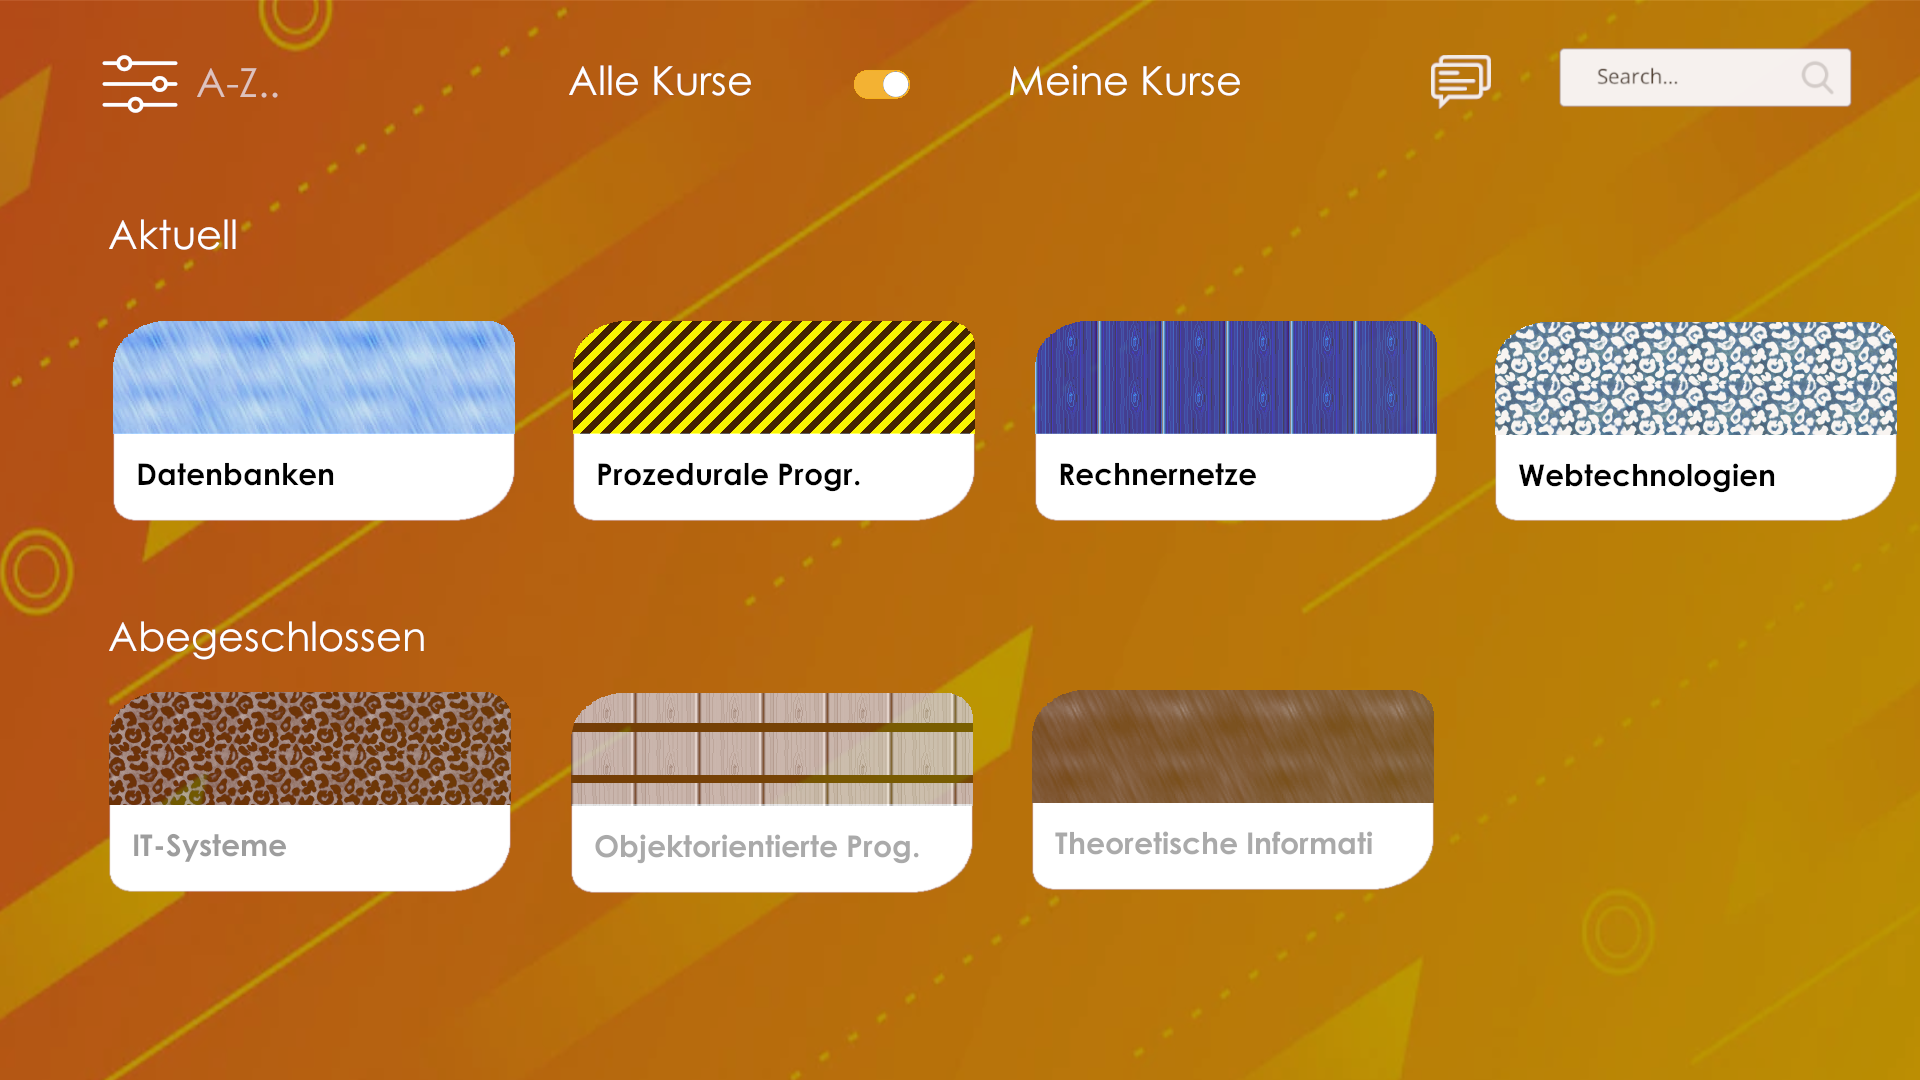 A-Z..
Alle Kurse
Meine Kurse
Search...
Aktuell
Datenbanken
Prozedurale Progr.
Rechnernetze
Webtechnologien
Abegeschlossen
IT-Systeme
Objektorientierte Prog.
Theoretische Informati